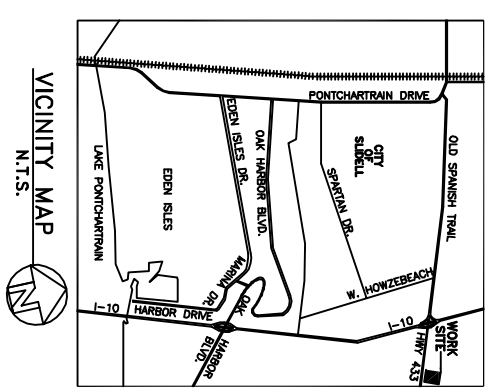 PONTCHARTRAIN DRIVE
OLD SPANISH TRAIL
CITY
OF
SLIDELL
SPARTAN DR.
W. HOWZEBEACH
OAK HARBOR BLVD.
EDEN ISLES DR.
EDEN ISLES
LAKE PONTCHARTRAIN
MARINA DR.
OAK
HARBOR
BLVD.
HARBOR DRIVE
I-10
I-10
WORK
SITE
HWY 433
VICINITY MAP
N.T.S.
N